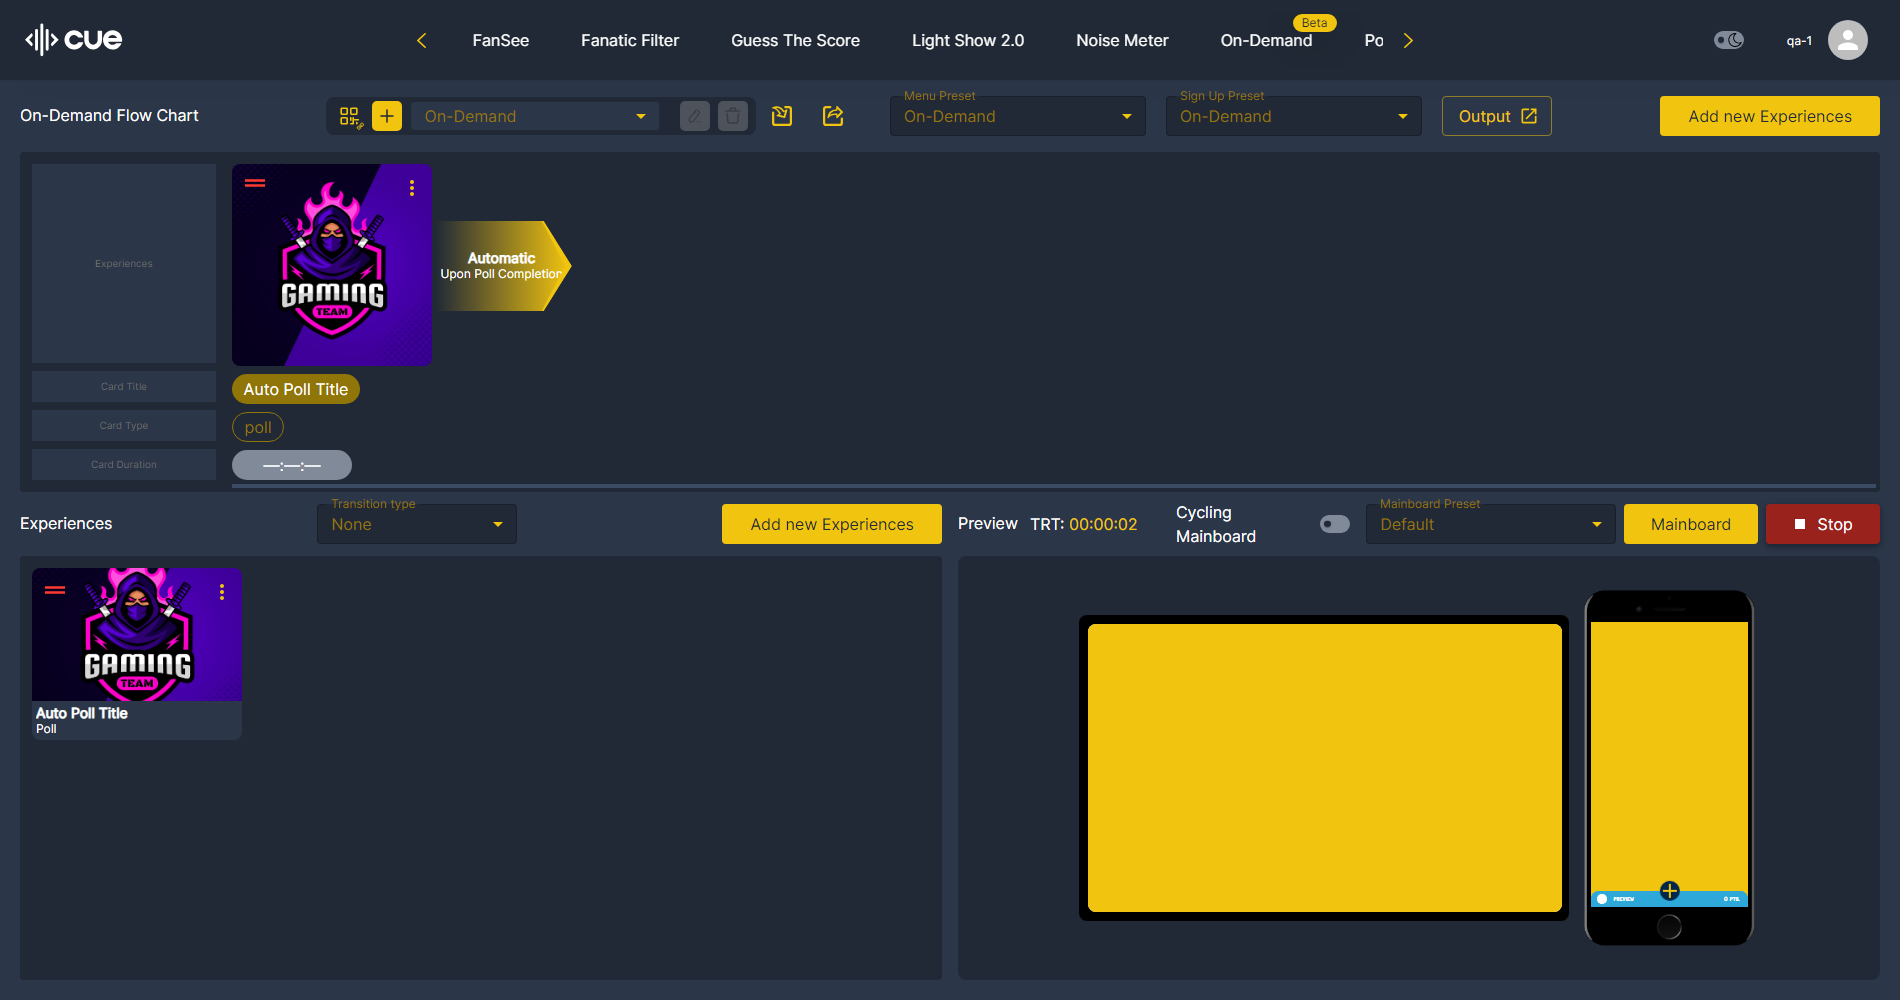 cue
FanSee
Fanatic Filter
Guess The Score
Light Show 2.0
Noise Meter
On-Demand
Beta
Po
qa-1
On-Demand Flow Chart
On-Demand
Menu Preset
On-Demand
Sign Up Preset
On-Demand
Output
Add new Experiences
Experiences
GAMING
TEAM
Automatic
Upon Poll Completion
Card Title
Auto Poll Title
Card Type
poll
Card Duration
—:—:—
Experiences
Transition type
None
Add new Experiences
Preview
TRT: 00:00:02
Cycling
Mainboard
Mainboard Preset
Default
Mainboard
Stop
GAMING
TEAM
Auto Poll Title
Poll
PREVIEW
0 PTS.